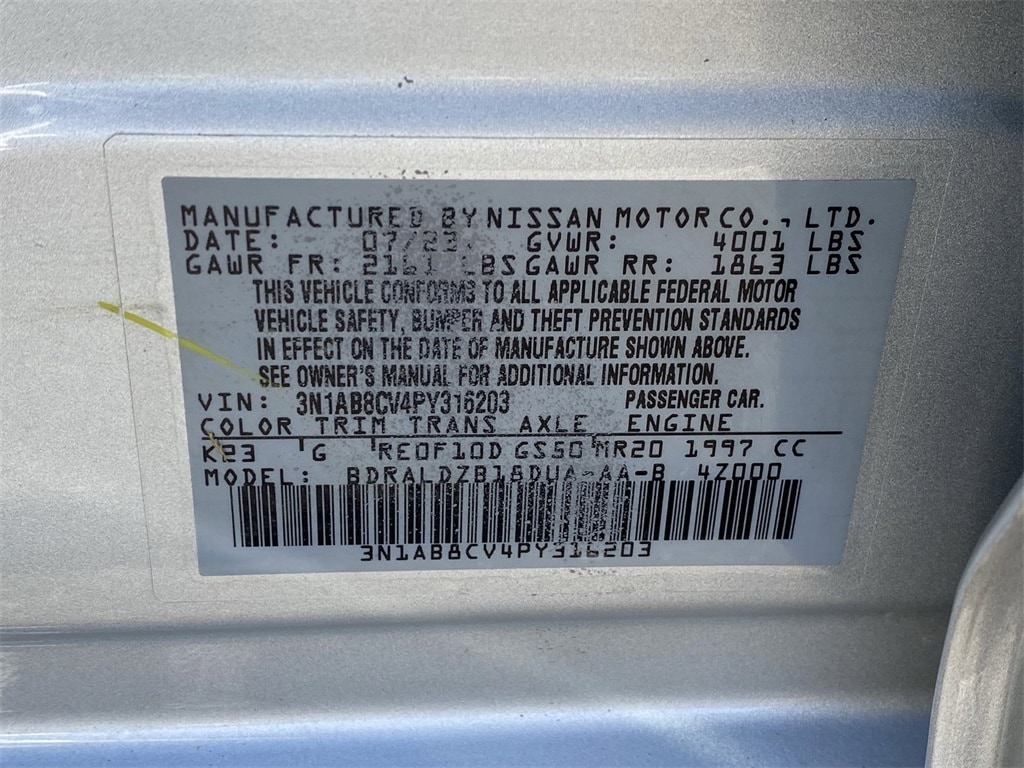 MANUFACTURED BY NISSAN MOTOR CO., LTD.
DATE: 07/23. GVWR: 4001 LBS
GAWR FR: 2161 LBS GAWR RR: 1863 LBS
THIS VEHICLE CONFORMS TO ALL APPLICABLE FEDERAL MOTOR
VEHICLE SAFETY, BUMPER AND THEFT PREVENTION STANDARDS
IN EFFECT ON THE DATE OF MANUFACTURE SHOWN ABOVE.
SEE OWNER'S MANUAL FOR ADDITIONAL INFORMATION.
VIN: 3N1AB8CV4PY316203 PASSENGER CAR.
COLOR TRIM TRANS AXLE ENGINE
K23 G RE0F10D GS50 MR20 1997 CC
MODEL: BDRALDZB18DUA-AA-B 4Z000
3N1AB8CV4PY316203